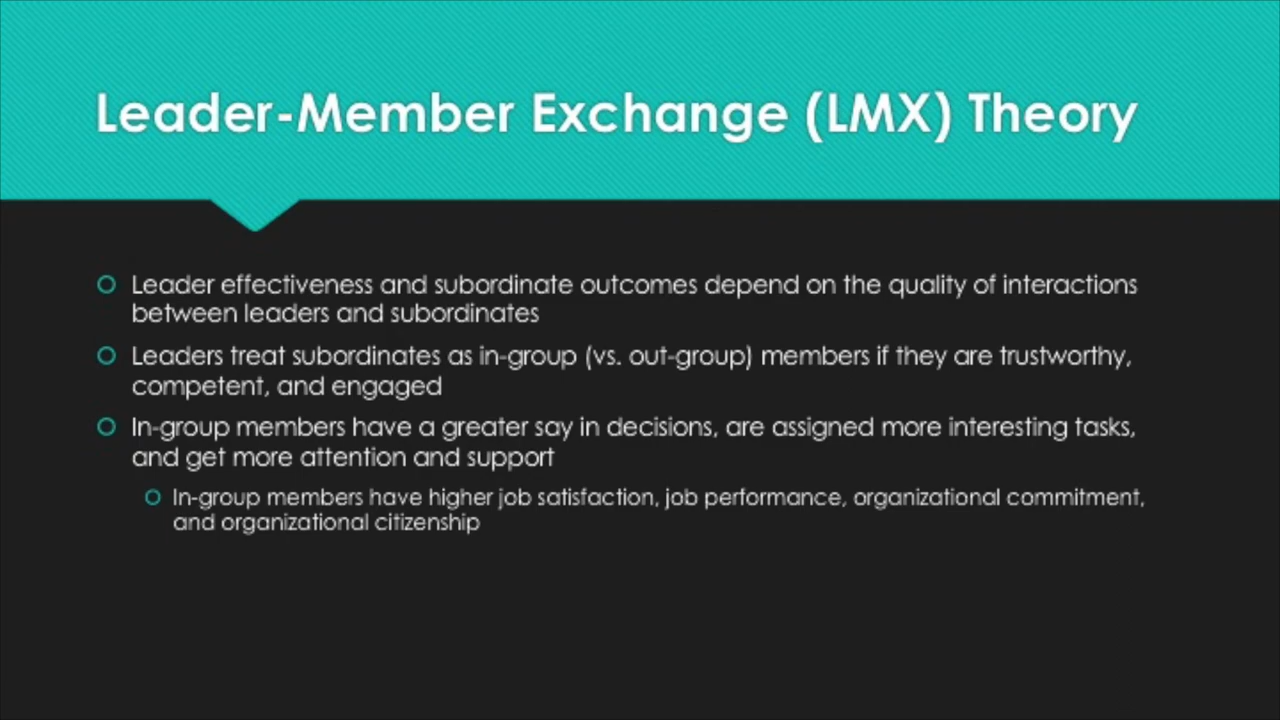 Leader-Member Exchange (LMX) Theory
Leader effectiveness and subordinate outcomes depend on the quality of interactions
between leaders and subordinates
Leaders treat subordinates as in-group (vs. out-group) members if they are trustworthy,
competent, and engaged
In-group members have a greater say in decisions, are assigned more interesting tasks,
and get more attention and support
In-group members have higher job satisfaction, job performance, organizational commitment,
and organizational citizenship